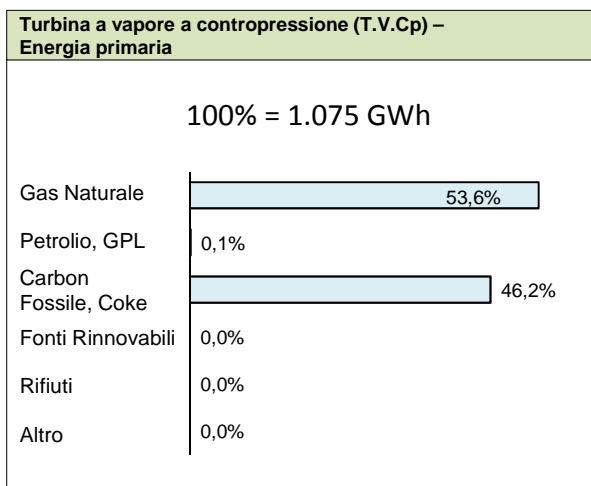 Turbina a vapore a contropressione (T.V.Cp) –
Energia primaria
100% = 1.075 GWh
Gas Naturale 53,6%
Petrolio, GPL 0,1%
Carbon
Fossile, Coke 46,2%
Fonti Rinnovabili 0,0%
Rifiuti 0,0%
Altro 0,0%